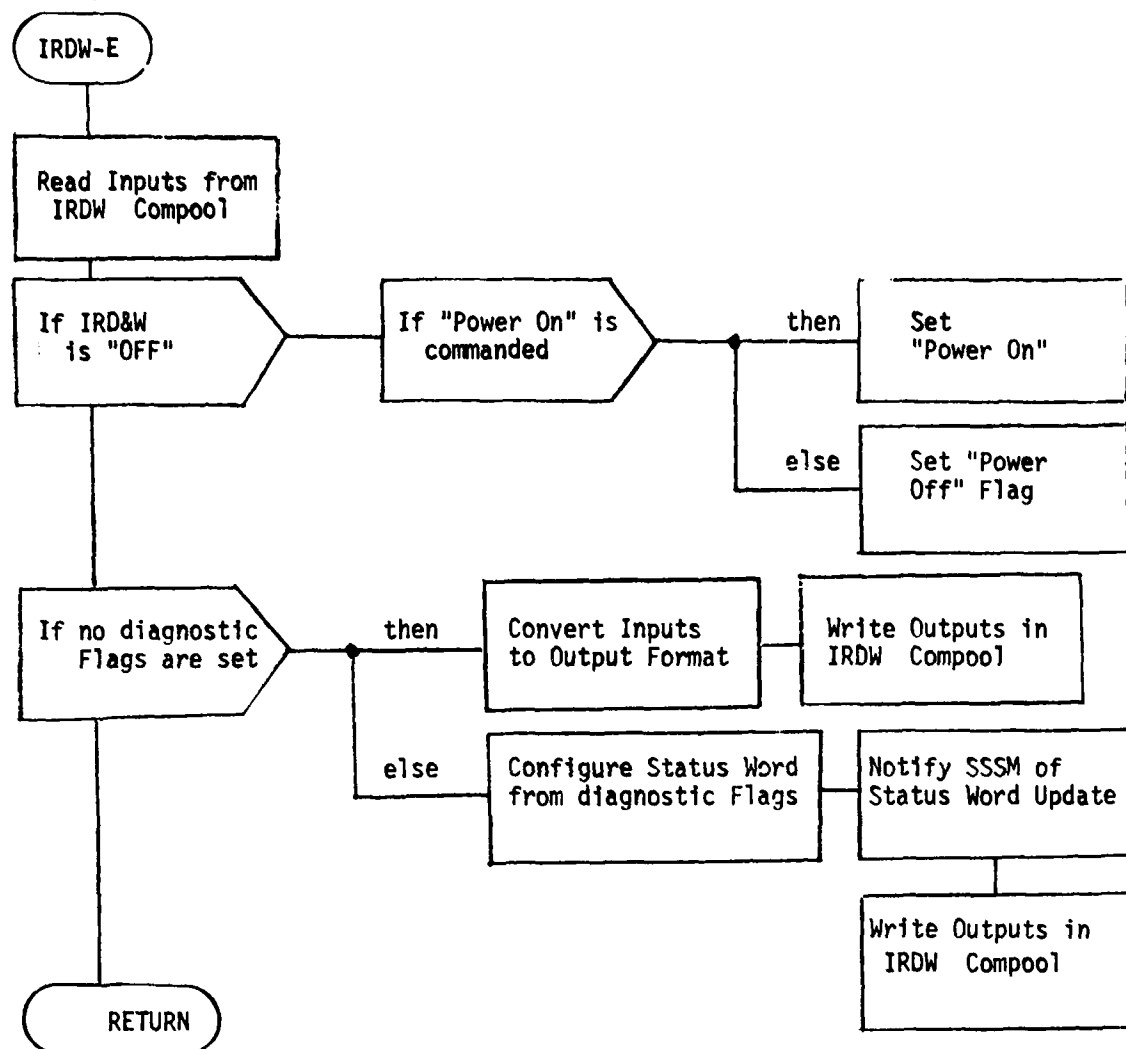 IRDW-E
Read Inputs from
IRDW Compool
If IRD&W
is "OFF"
If "Power On" is
commanded
then
Set
"Power On"
else
Set "Power
Off" Flag
If no diagnostic
Flags are set
then
Convert Inputs
to Output Format
Write Outputs in
IRDW Compool
else
Configure Status Word
from diagnostic Flags
Notify SSSM of
Status Word Update
Write Outputs in
IRDW Compool
RETURN